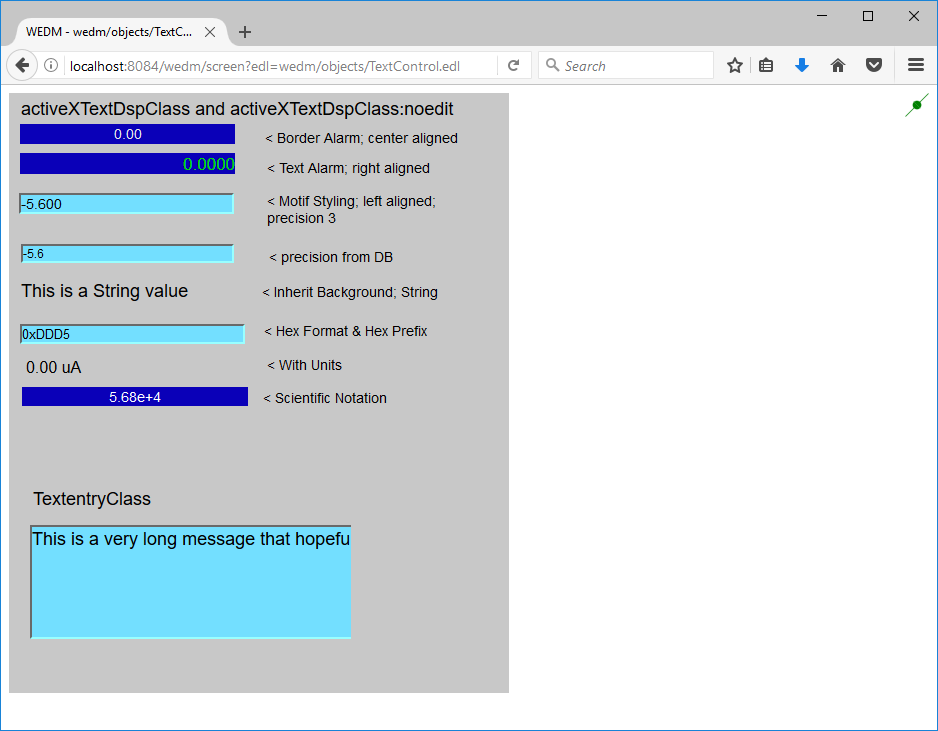 WEDM - wedm/objects/TextC...
localhost:8084/wedm/screen?edl=wedm/objects/TextControl.edl
Search
activeXTextDspClass and activeXTextDspClass:noedit
0.00
< Border Alarm; center aligned
0.0000
< Text Alarm; right aligned
-5.600
< Motif Styling; left aligned;
precision 3
-5.6
< precision from DB
This is a String value
< Inherit Background; String
0xDDD5
< Hex Format & Hex Prefix
0.00 uA
< With Units
5.68e+4
< Scientific Notation
TextentryClass
This is a very long message that hopefu